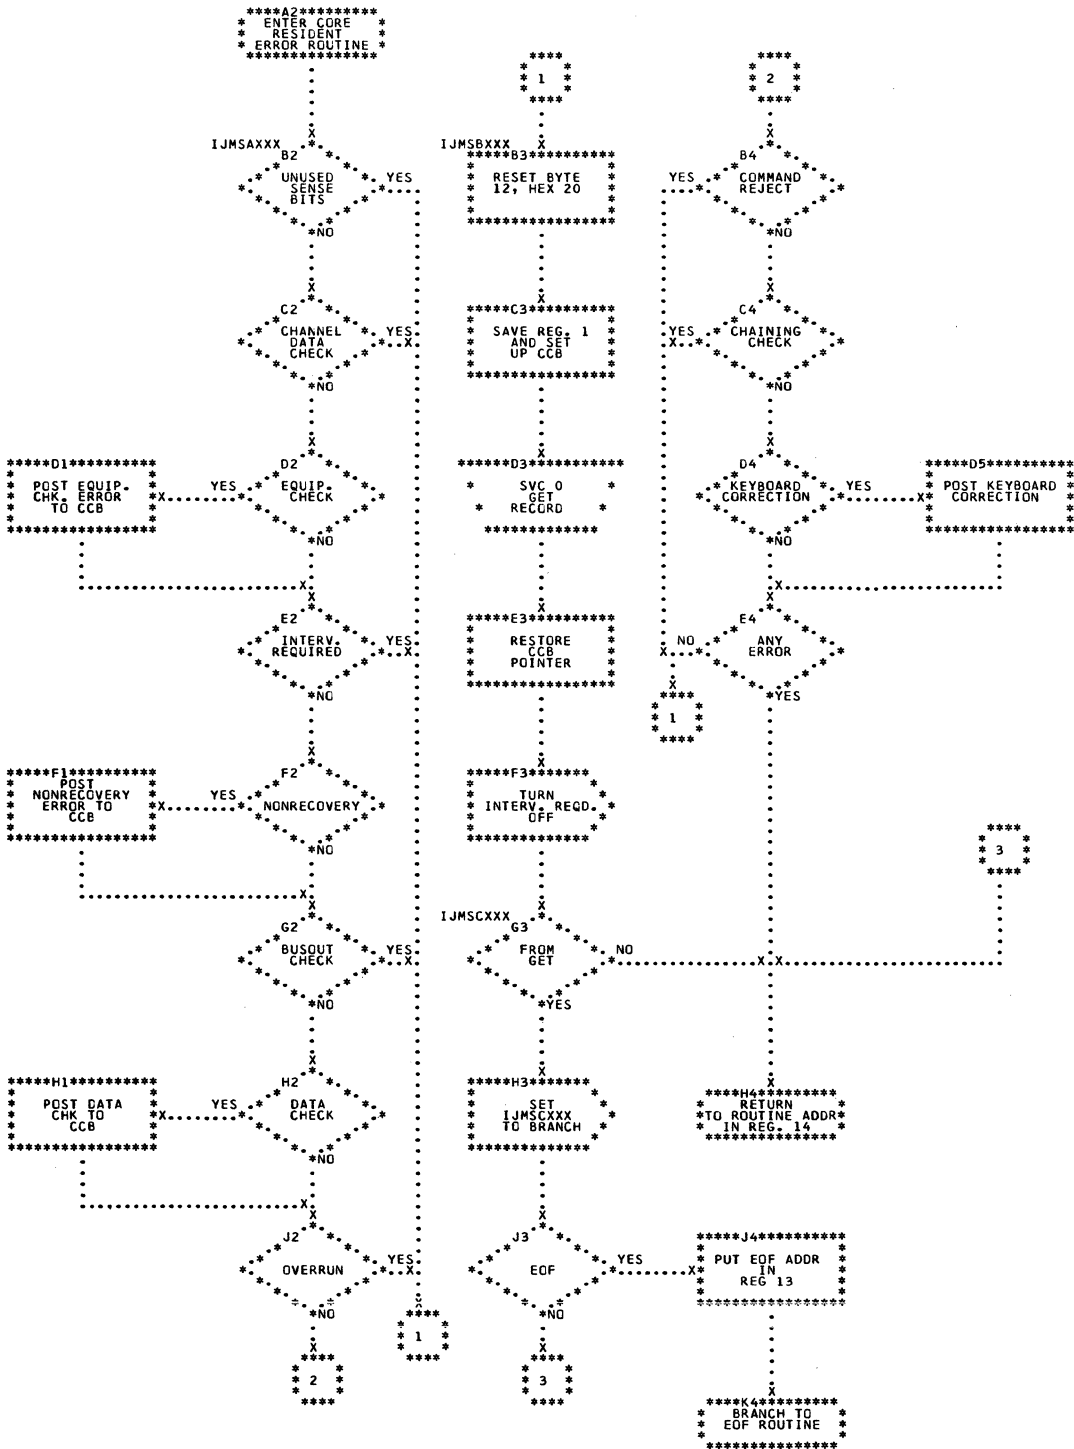 A2
ENTER CORE
RESIDENT
ERROR ROUTINE
IJMSAXXX
B2
UNUSED
SENSE
BITS
YES
NO
C2
CHANNEL
DATA
CHECK
YES
NO
D1
POST EQUIP.
CHK. ERROR
TO CCB
D2
EQUIP.
CHECK
YES
NO
E2
INTERV.
REQUIRED
YES
NO
F1
POST
NONRECOVERY
ERROR TO
CCB
F2
NONRECOVERY
YES
NO
G2
BUSOUT
CHECK
YES
NO
H1
POST DATA
CHK TO
CCB
H2
DATA
CHECK
YES
NO
J2
OVERRUN
YES
NO
2
1
1
IJMSBXXX
B3
RESET BYTE
12, HEX 20
C3
SAVE REG. 1
AND SET
UP CCB
D3
SVC 0
GET
RECORD
E3
RESTORE
CCB
POINTER
F3
TURN
INTERV. REQD.
OFF
IJMSCXXX
G3
FROM
GET
NO
YES
H3
SET
IJMSCXXX
TO BRANCH
J3
EOF
YES
NO
3
2
B4
COMMAND
REJECT
YES
NO
C4
CHAINING
CHECK
YES
NO
D4
KEYBOARD
CORRECTION
YES
NO
D5
POST KEYBOARD
CORRECTION
E4
ANY
ERROR
NO
YES
1
3
H4
RETURN
TO ROUTINE ADDR
IN REG. 14
J4
PUT EOF ADDR
IN
REG 13
K4
BRANCH TO
EOF ROUTINE